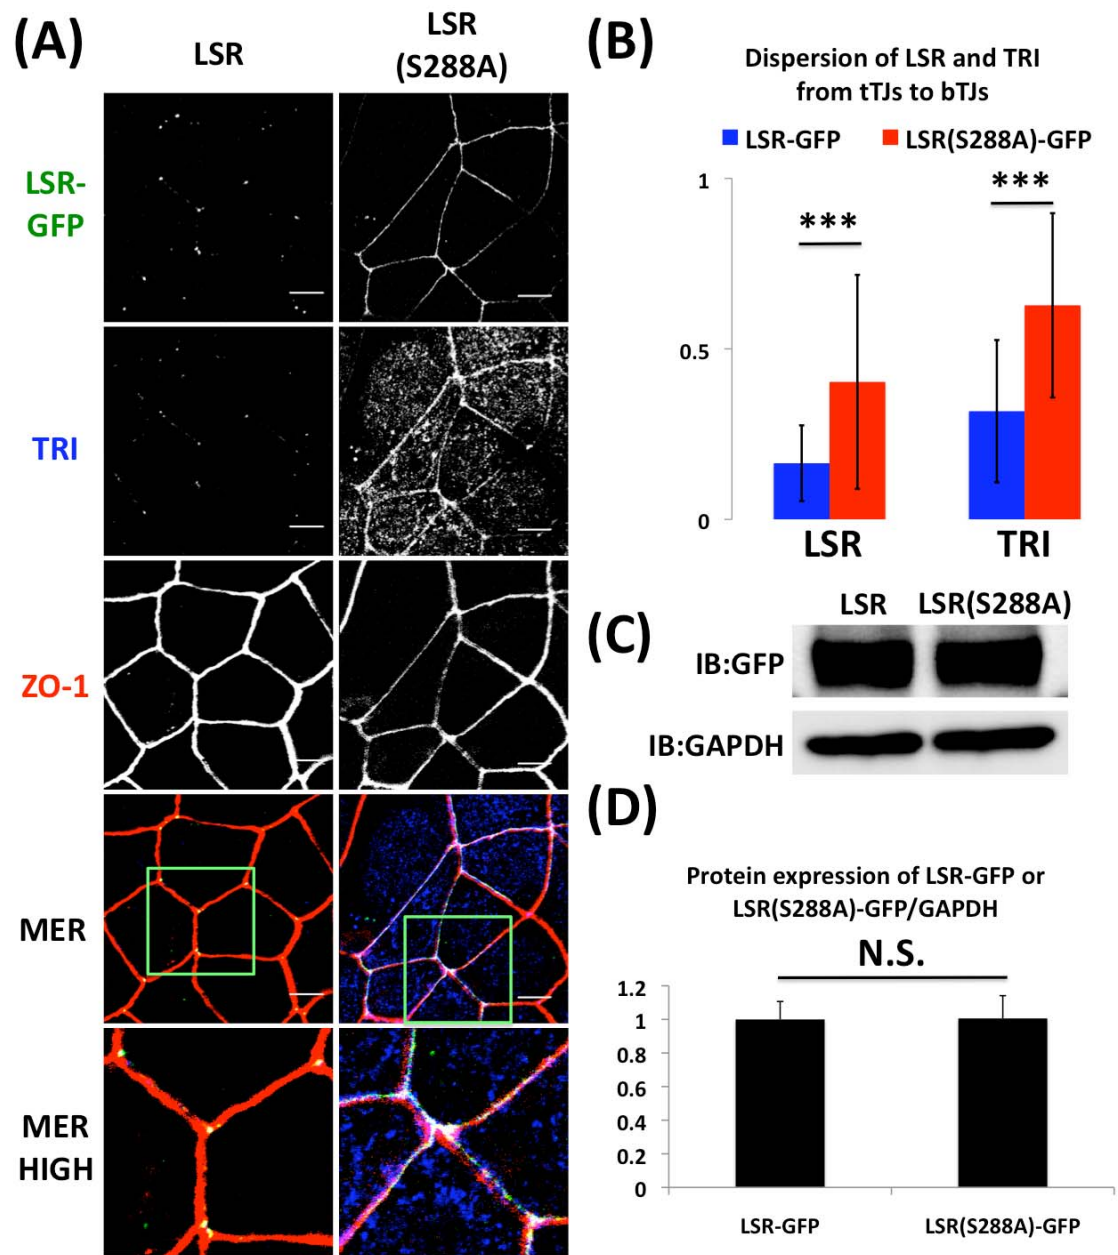 (A)
LSR
LSR
(S288A)
LSR-
GFP
TRI
ZO-1
MER
MER
HIGH
(B)
Dispersion of LSR and TRI
from tTJs to bTJs
LSR-GFP LSR(S288A)-GFP
1
0.5
0
***
***
LSR TRI
(C)
LSR LSR(S288A)
IB:GFP
IB:GAPDH
(D)
Protein expression of LSR-GFP or
LSR(S288A)-GFP/GAPDH
N.S.
1.2
1
0.8
0.6
0.4
0.2
0
LSR-GFP LSR(S288A)-GFP